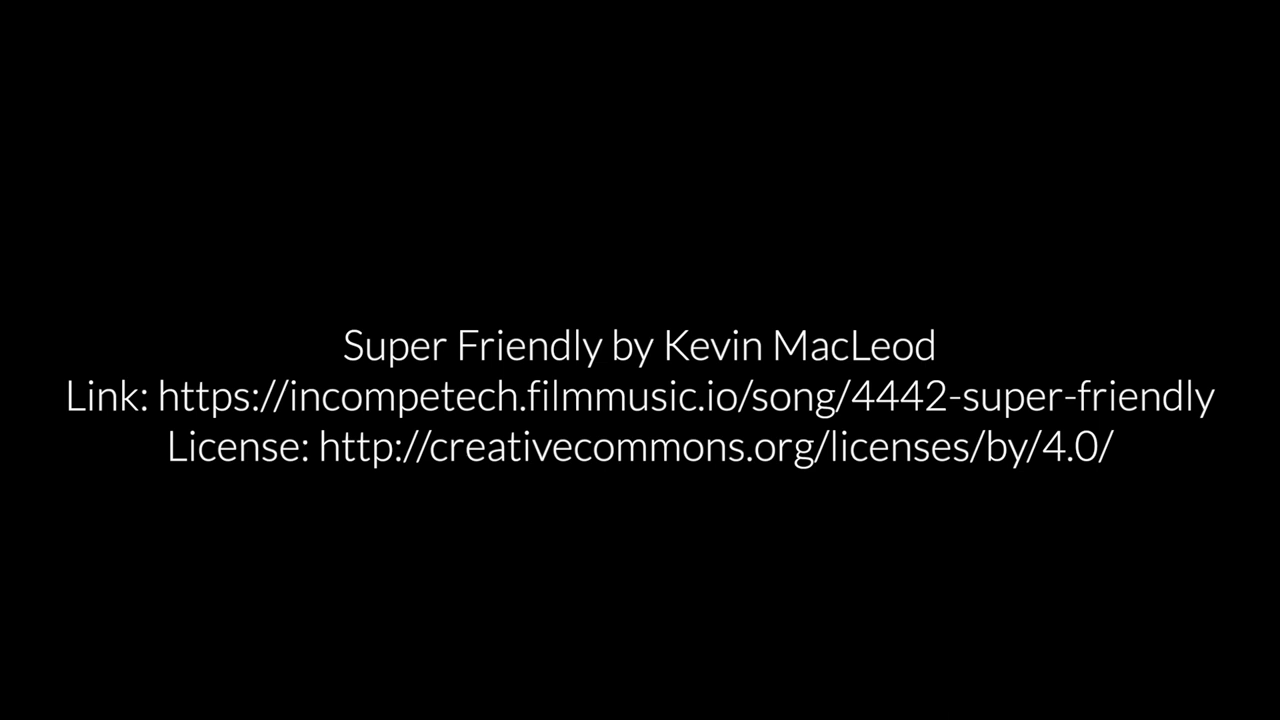 Super Friendly by Kevin MacLeod
Link: https://incompetech.filmmusic.io/song/4442-super-friendly
License: http://creativecommons.org/licenses/by/4.0/